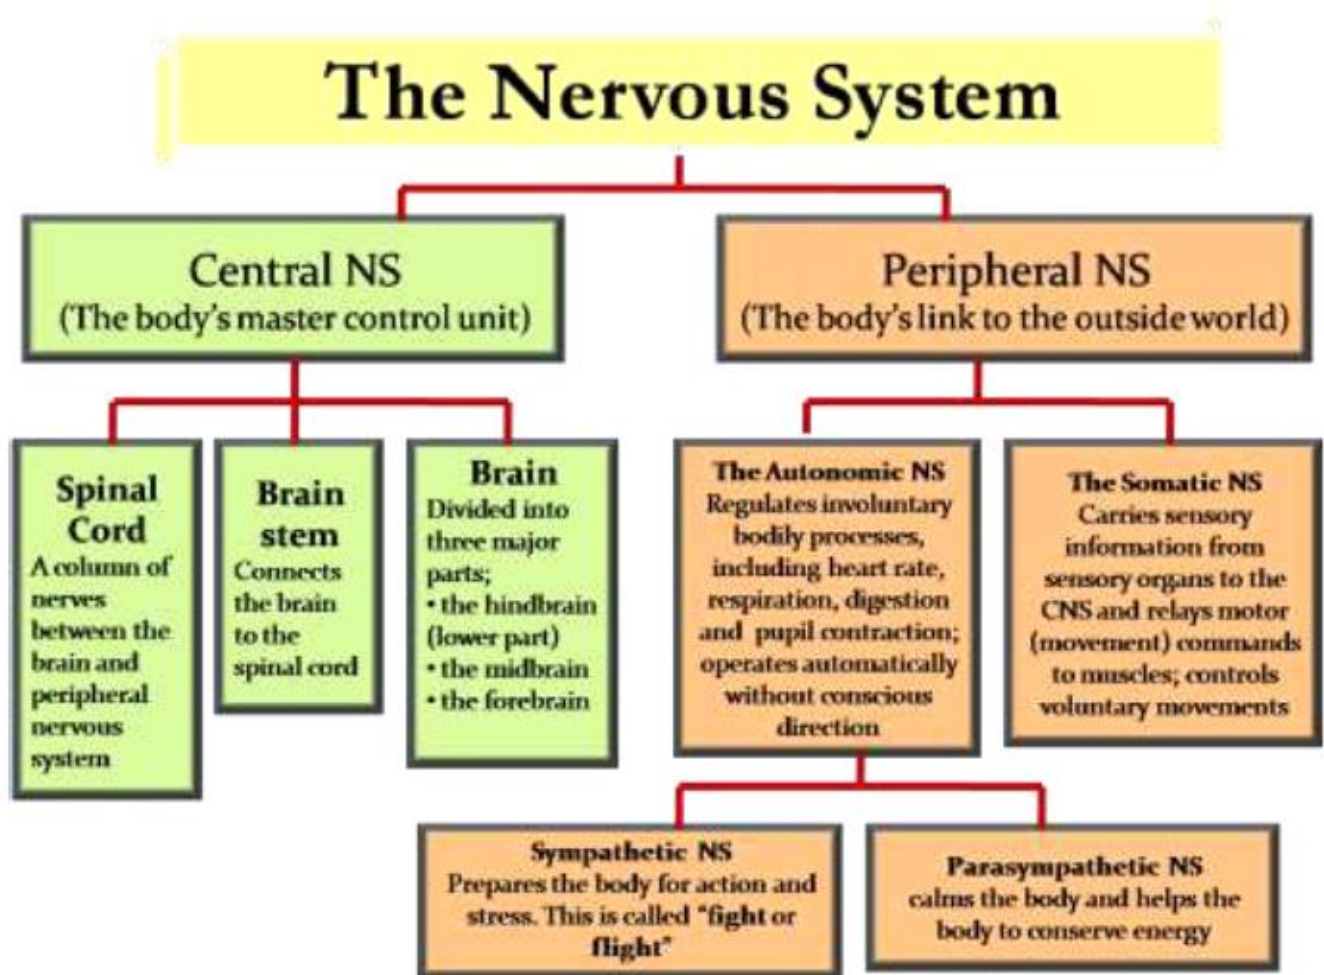 The Nervous System
Central NS
(The body's master control unit)
Peripheral NS
(The body's link to the outside world)
Spinal
Cord
A column of
nerves
between the
brain and
peripheral
nervous
system
Brain
stem
Connects
the brain
to the
spinal cord
Brain
Divided into
three major
parts;
• the hindbrain
(lower part)
• the midbrain
• the forebrain
The Autonomic NS
Regulates involuntary
bodily processes,
including heart rate,
respiration, digestion
and pupil contraction;
operates automatically
without conscious
direction
The Somatic NS
Carries sensory
information from
sensory organs to the
CNS and relays motor
(movement) commands
to muscles; controls
voluntary movements
Sympathetic NS
Prepares the body for action and
stress. This is called "fight or
flight"
Parasympathetic NS
calms the body and helps the
body to conserve energy